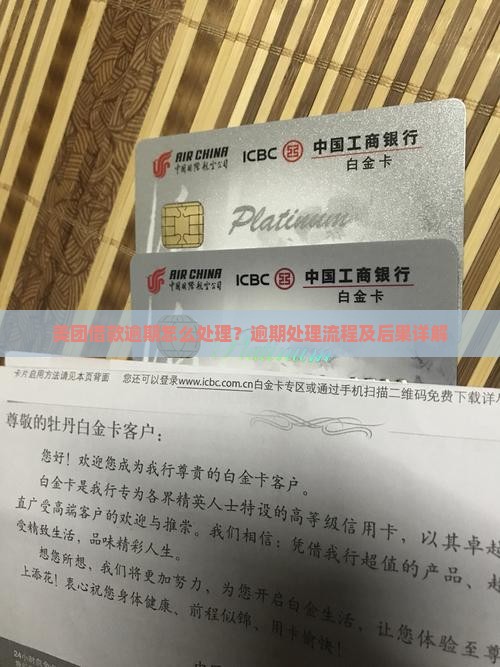 AIR CHINA
中国国际航空公司
ICBC 中国工商银行
白金卡
Platinum
AIR CHINA
中国国际航空公司
ICBC 中国工商银行
白金卡
美团借款逾期怎么处理?逾期处理流程及后果详解
卡片启用方法请见本页背面
您还可以登录www.icbc.com.cn白金卡专区或通过手机扫描二维码免费下载详
尊敬的牡丹白金卡客户:
您好!欢迎您成为我行尊贵的白金卡客户。
白金卡是我行专为各界精英人士特设的高等级信用卡,以其卓越
直广受高端客户的欢迎与推崇。我们相信:凭借我行超值的产品、超
受精致生活,品味精彩人生。
想您所想,我们将更加努力,为您开启白金生活,让您体验至尊
上添花!衷心祝您身体健康、前程似锦、用卡愉快!
24小时